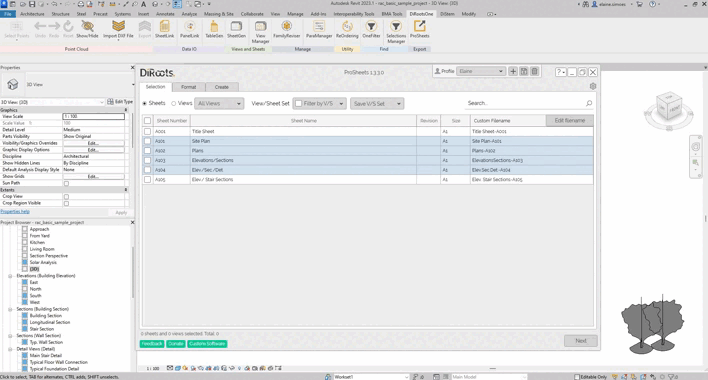 Autodesk Revit 2023.1 - rac_basic_sample_project - 3D View: {3D}
Architecture Structure Steel Precast Systems Insert Annotate Analyze Massing & Site Collaborate View Manage Add-Ins Interoperability Tools BIMA Tools DiRootsOne DiStem Modify
Show/Hide Import DXF File Export SheetLink PanelLink TableGen SheetGen View Manager FamilyReviser ParaManager ReOrdering OneFilter Selections Manager ProSheets
Point Cloud Data IO Views and Sheets Manage Utility Find Export
Properties
3D View
3D View: {3D}
Edit Type
Graphics
View Scale 1 : 100
Scale Value 1:
Detail Level Medium
Parts Visibility Show Original
Visibility/Graphics Overrides Edit...
Graphic Display Options Edit...
Discipline Architectural
Show Hidden Lines By Discipline
Default Analysis Display Style None
Show Grids Edit...
Sun Path
Extents
Crop View
Crop Region Visible
Properties help
Apply
Project Browser - rac_basic_sample_project
Approach
From Yard
Kitchen
Living Room
Section Perspective
Solar Analysis
{3D}
Elevations (Building Elevation)
East
North
South
West
Sections (Building Section)
Building Section
Longitudinal Section
Stair Section
Sections (Wall Section)
Typ. Wall Section
Detail Views (Detail)
Main Stair Detail
Typical Floor Wall Connection
Typical Foundation Detail
DiRoots.
ProSheets 1.3.3.0
Profile Elaine
Selection Format Create
Sheets Views All Views View/Sheet Set Filter by V/S Save V/S Set Search...
Sheet Number Sheet Name Revision Size Custom Filename Edit filename
A001 Title Sheet A1 Title Sheet-A001
A101 Site Plan A1 Site Plan-A101
A102 Plans A1 Plans-A102
A103 Elevations/Sections A1 ElevationsSections-A103
A104 Elev./Sec./Det. A1 Elev.Sec.Det.-A104
A105 Elev./ Stair Sections A1 Elev. Stair Sections-A105
0 sheets and 0 views selected. Total: 0
Feedback Donate Custom Software
Next
1 : 100
Click to select, TAB for alternates, CTRL adds, SHIFT unselects.
Workset1
Main Model
Editable Only